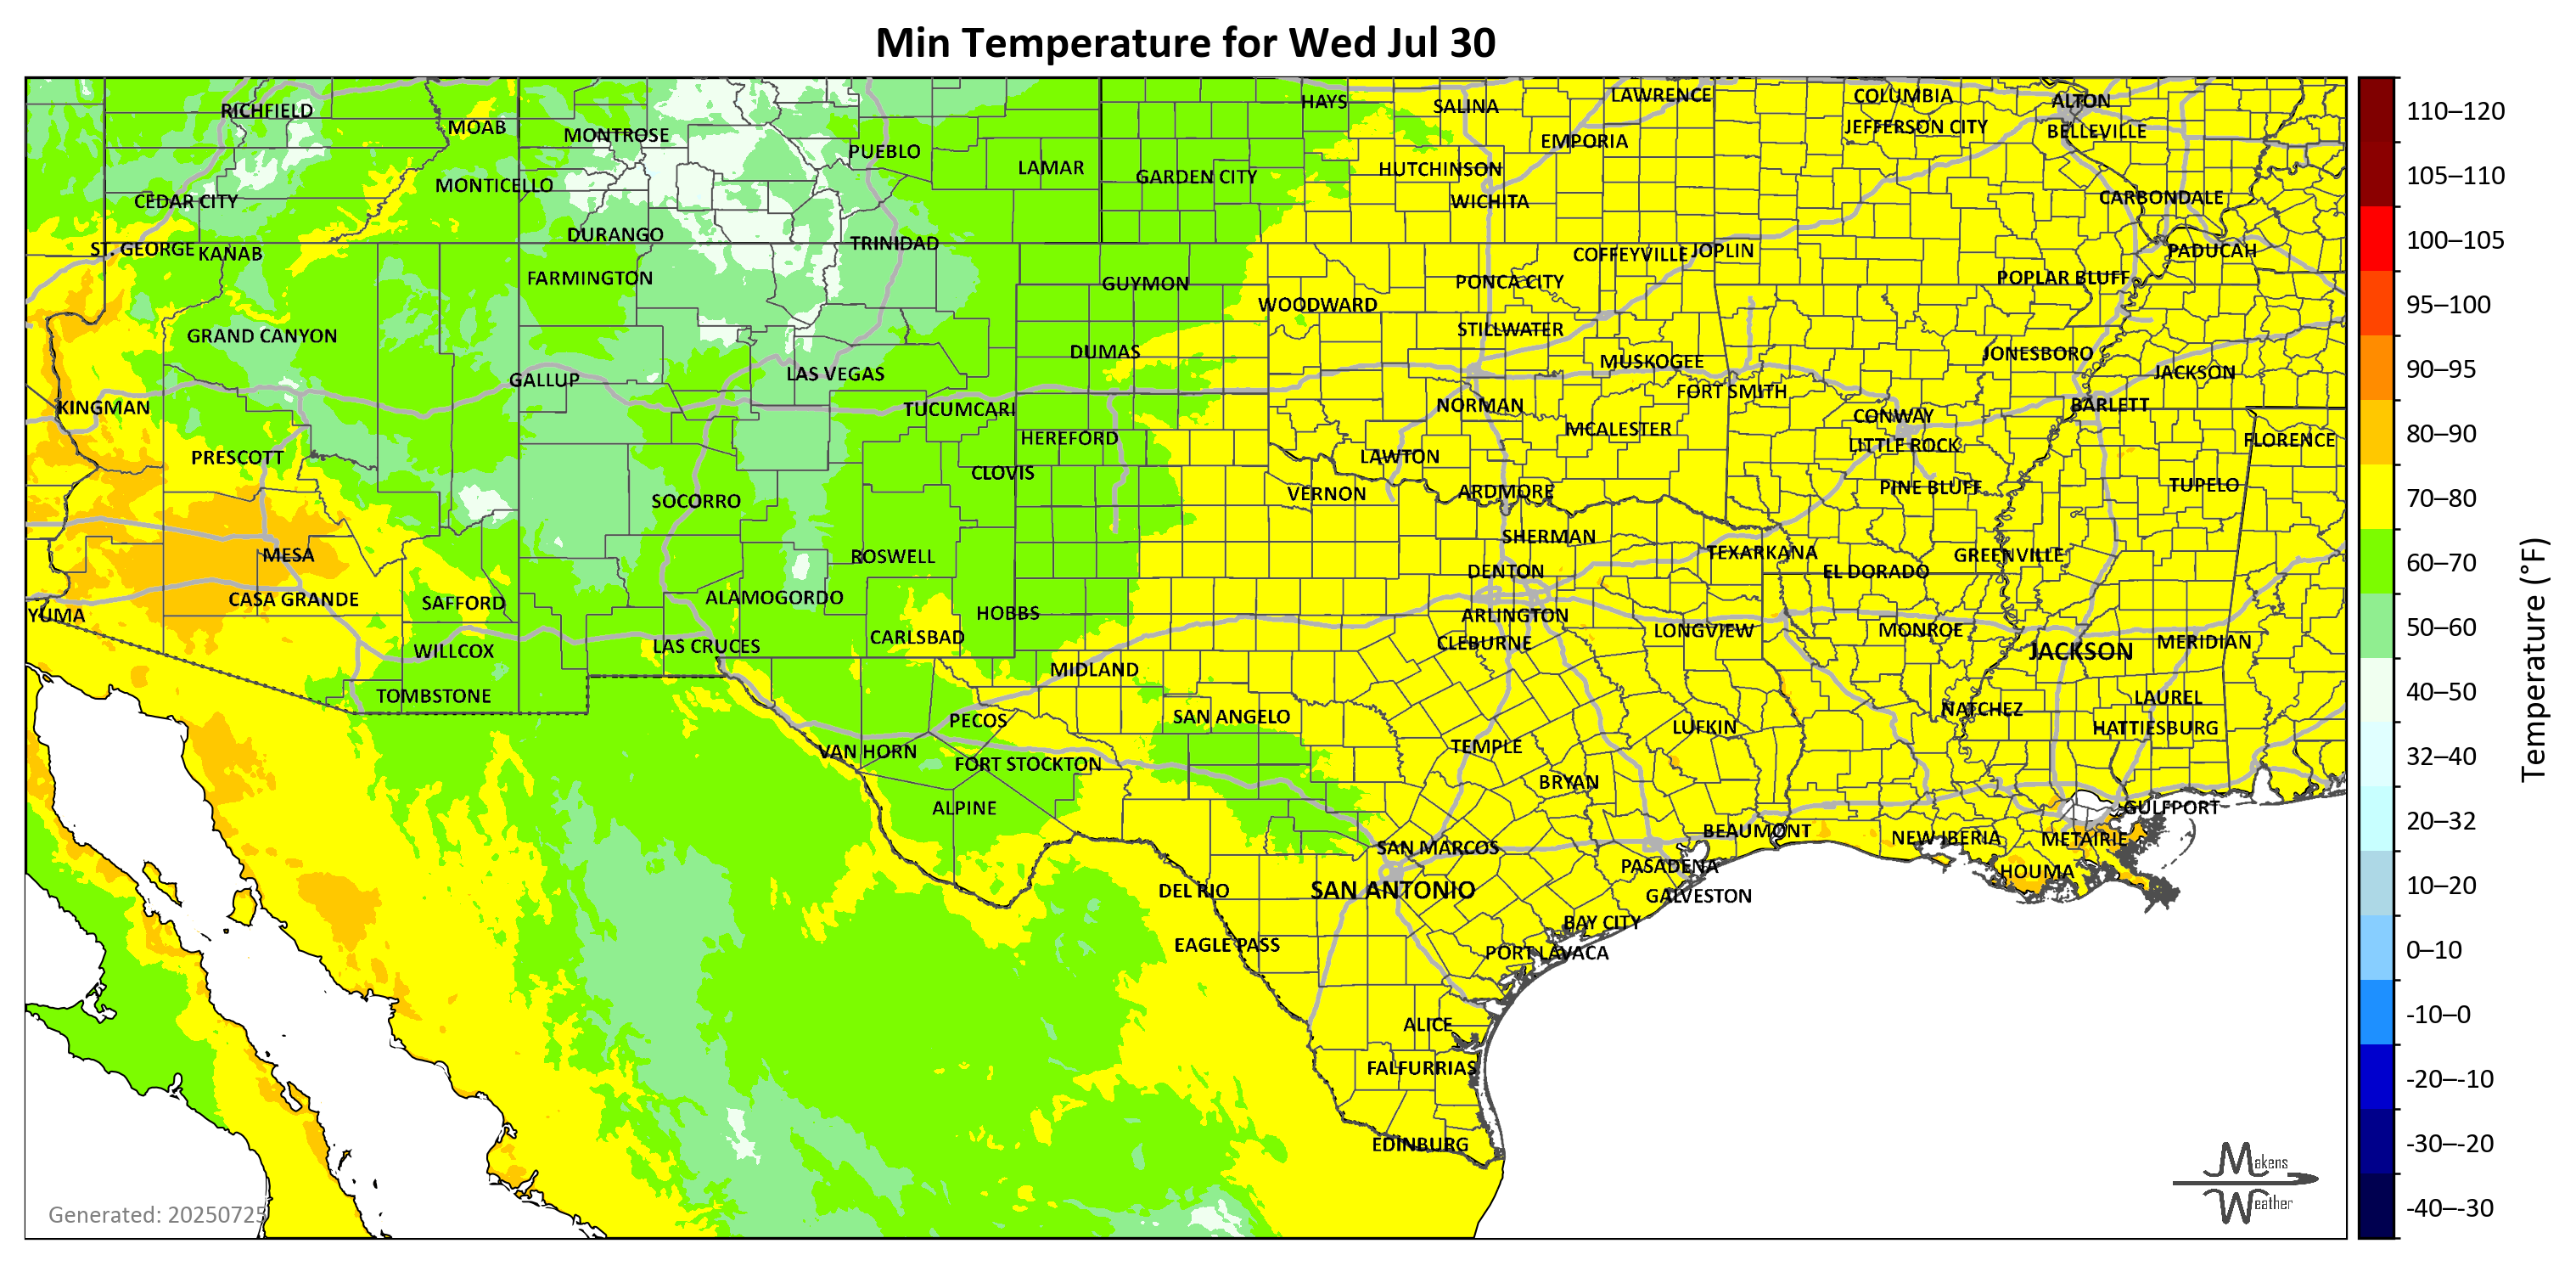 Min Temperature for Wed Jul 30
RICHFIELD
MOAB
MONTROSE
PUEBLO
LAMAR
HAYS
SALINA
LAWRENCE
COLUMBIA
ALTON
JEFFERSON CITY
BELLEVILLE
EMPORIA
HUTCHINSON
GARDEN CITY
MONTICELLO
CEDAR CITY
WICHITA
CARBONDALE
DURANGO
TRINIDAD
ST. GEORGE
KANAB
COFFEYVILLE
JOPLIN
PADUCAH
FARMINGTON
GUYMON
PONCA CITY
POPLAR BLUFF
WOODWARD
GRAND CANYON
STILLWATER
DUMAS
MUSKOGEE
JONESBORO
JACKSON
GALLUP
LAS VEGAS
FORT SMITH
KINGMAN
TUCUMCARI
NORMAN
CONWAY
BARLETT
HEREFORD
MCALESTER
LITTLE ROCK
FLORENCE
PRESCOTT
CLOVIS
LAWTON
VERNON
ARDMORE
PINE BLUFF
TUPELO
SOCORRO
SHERMAN
MESA
ROSWELL
TEXARKANA
GREENVILLE
DENTON
EL DORADO
CASA GRANDE
SAFFORD
ALAMOGORDO
HOBBS
YUMA
ARLINGTON
CARLSBAD
CLEBURNE
LONGVIEW
MONROE
JACKSON
MERIDIAN
WILLCOX
LAS CRUCES
MIDLAND
TOMBSTONE
LAUREL
PECOS
SAN ANGELO
NATCHEZ
LUFKIN
HATTIESBURG
VAN HORN
TEMPLE
FORT STOCKTON
BRYAN
ALPINE
GULFPORT
BEAUMONT
NEW IBERIA
METAIRIE
SAN MARCOS
PASADENA
HOUMA
DEL RIO
SAN ANTONIO
GALVESTON
BAY CITY
EAGLE PASS
PORT LAVACA
ALICE
FALFURRIAS
EDINBURG
Generated: 20250725
Makens
Weather
110–120
105–110
100–105
95–100
90–95
80–90
70–80
60–70
50–60
40–50
32–40
20–32
10–20
0–10
-10–0
-20–-10
-30–-20
-40–-30
Temperature (°F)